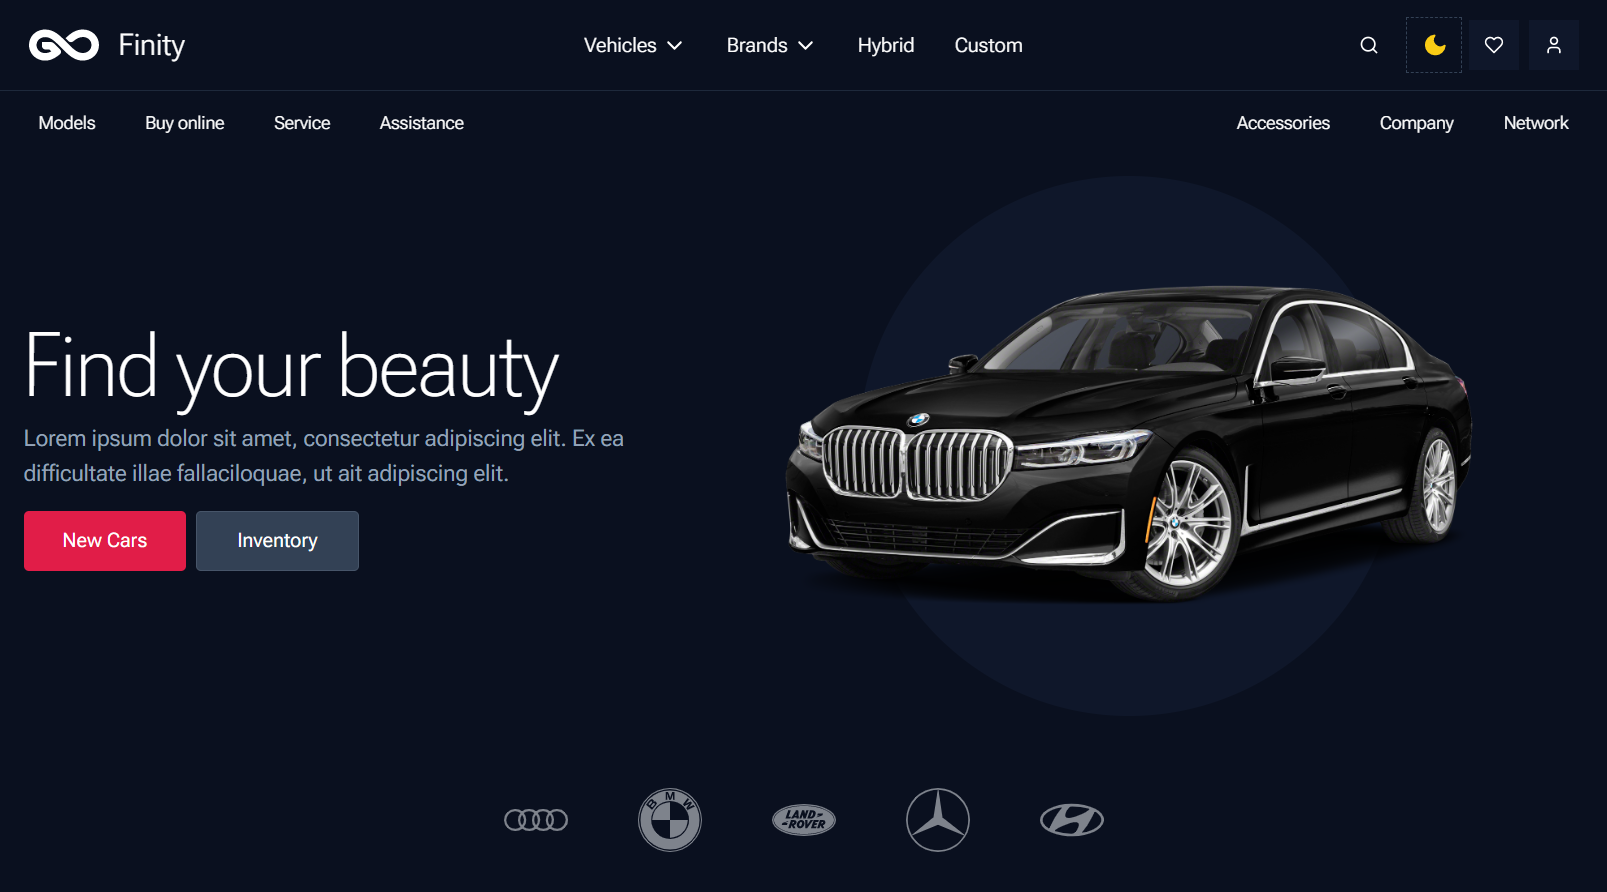 Finity
Vehicles
Brands
Hybrid
Custom
Models
Buy online
Service
Assistance
Accessories
Company
Network
Find your beauty
Lorem ipsum dolor sit amet, consectetur adipiscing elit. Ex ea
difficultate illae fallaciloquae, ut ait adipiscing elit.
New Cars
Inventory
BMW
LAND-
-ROVER